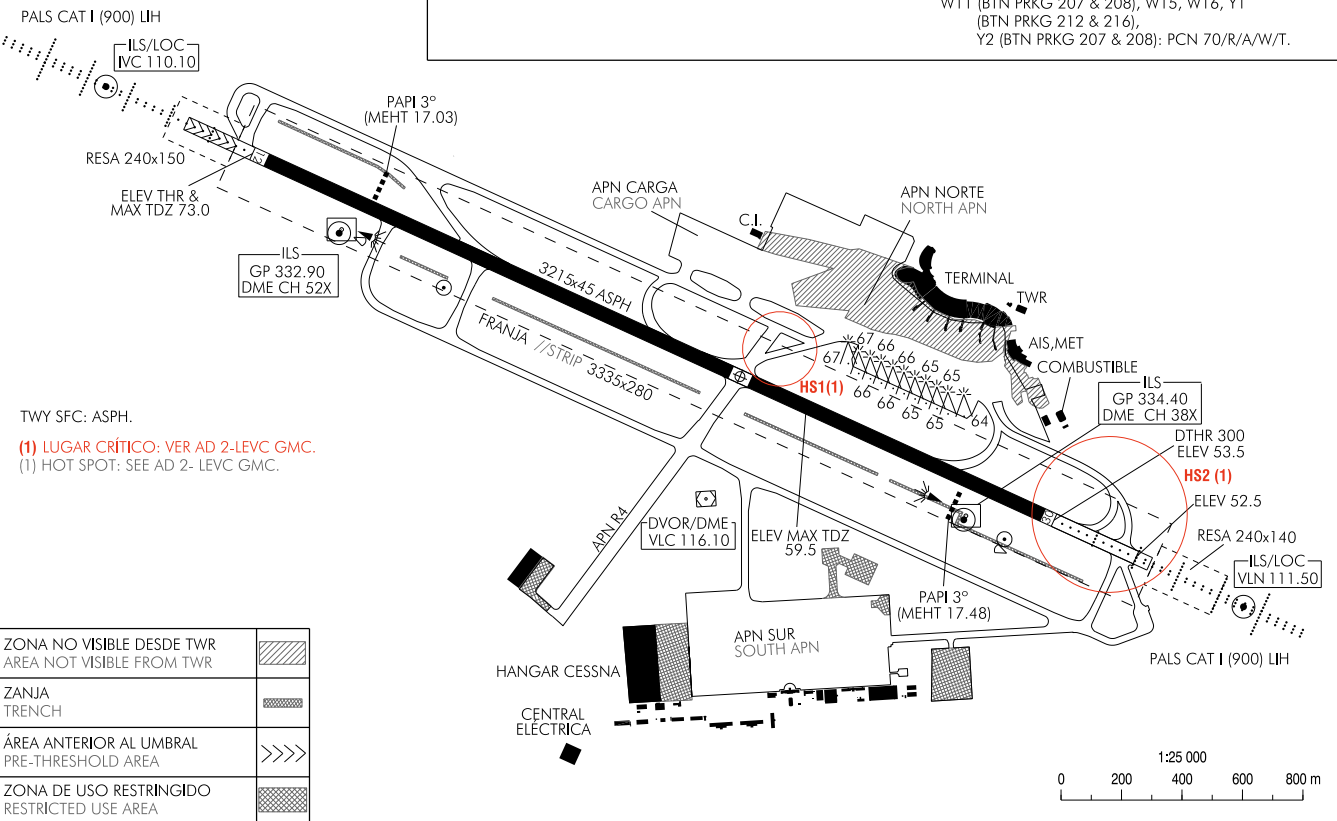 W11 (BTN PRKG 207 & 208), W15, W16, Y1
(BTN PRKG 212 & 216),
Y2 (BTN PRKG 207 & 208): PCN 70/R/A/W/T.
PALS CAT I (900) LIH
ILS/LOC
IVC 110.10
PAPI 3º
(MEHT 17.03)
RESA 240x150
ELEV THR &
MAX TDZ 73.0
12
ILS
GP 332.90
DME CH 52X
APN CARGA
CARGO APN
C.I.
APN NORTE
NORTH APN
TERMINAL
TWR
AIS,MET
COMBUSTIBLE
3215x45 ASPH
FRANJA //STRIP 3335x280
HS1(1)
67
67
66
66
65
65
66
66
65
65
64
ILS
GP 334.40
DME CH 38X
DTHR 300
ELEV 53.5
HS2 (1)
ELEV 52.5
30
RESA 240x140
ILS/LOC
VLN 111.50
TWY SFC: ASPH.
(1) LUGAR CRÍTICO: VER AD 2-LEVC GMC.
(1) HOT SPOT: SEE AD 2- LEVC GMC.
APN R4
DVOR/DME
VLC 116.10
ELEV MAX TDZ
59.5
PAPI 3º
(MEHT 17.48)
PALS CAT I (900) LIH
APN SUR
SOUTH APN
HANGAR CESSNA
CENTRAL
ELÉCTRICA
ZONA NO VISIBLE DESDE TWR
AREA NOT VISIBLE FROM TWR
ZANJA
TRENCH
ÁREA ANTERIOR AL UMBRAL
PRE-THRESHOLD AREA
ZONA DE USO RESTRINGIDO
RESTRICTED USE AREA
1:25 000
0 200 400 600 800 m